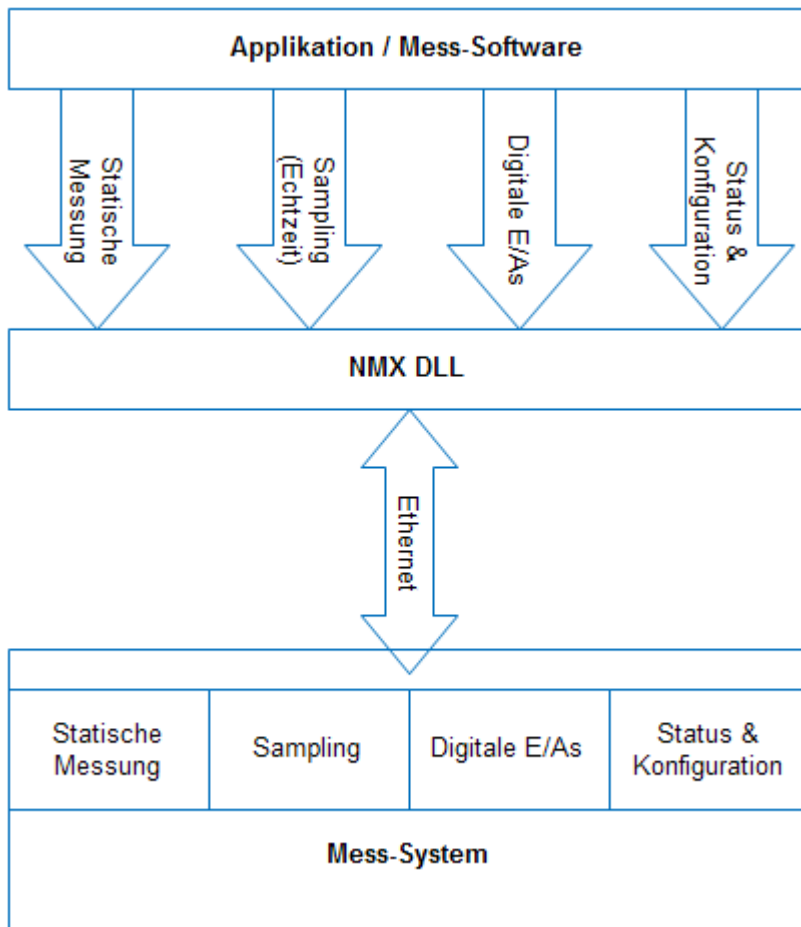 Applikation / Mess-Software
Statische
Messung
Sampling
(Echtzeit)
Digitale E/As
Status &
Konfiguration
NMX DLL
Ethernet
Statische
Messung
Sampling
Digitale E/As
Status &
Konfiguration
Mess-System